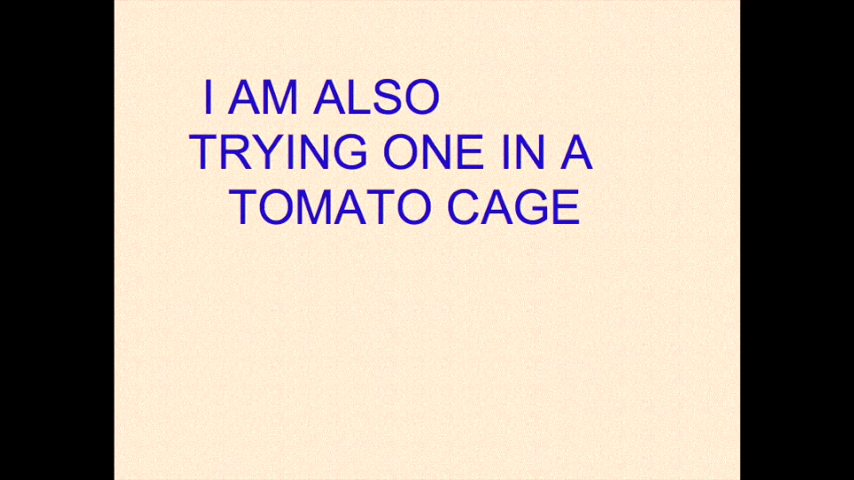 I AM ALSO
TRYING ONE IN A
TOMATO CAGE